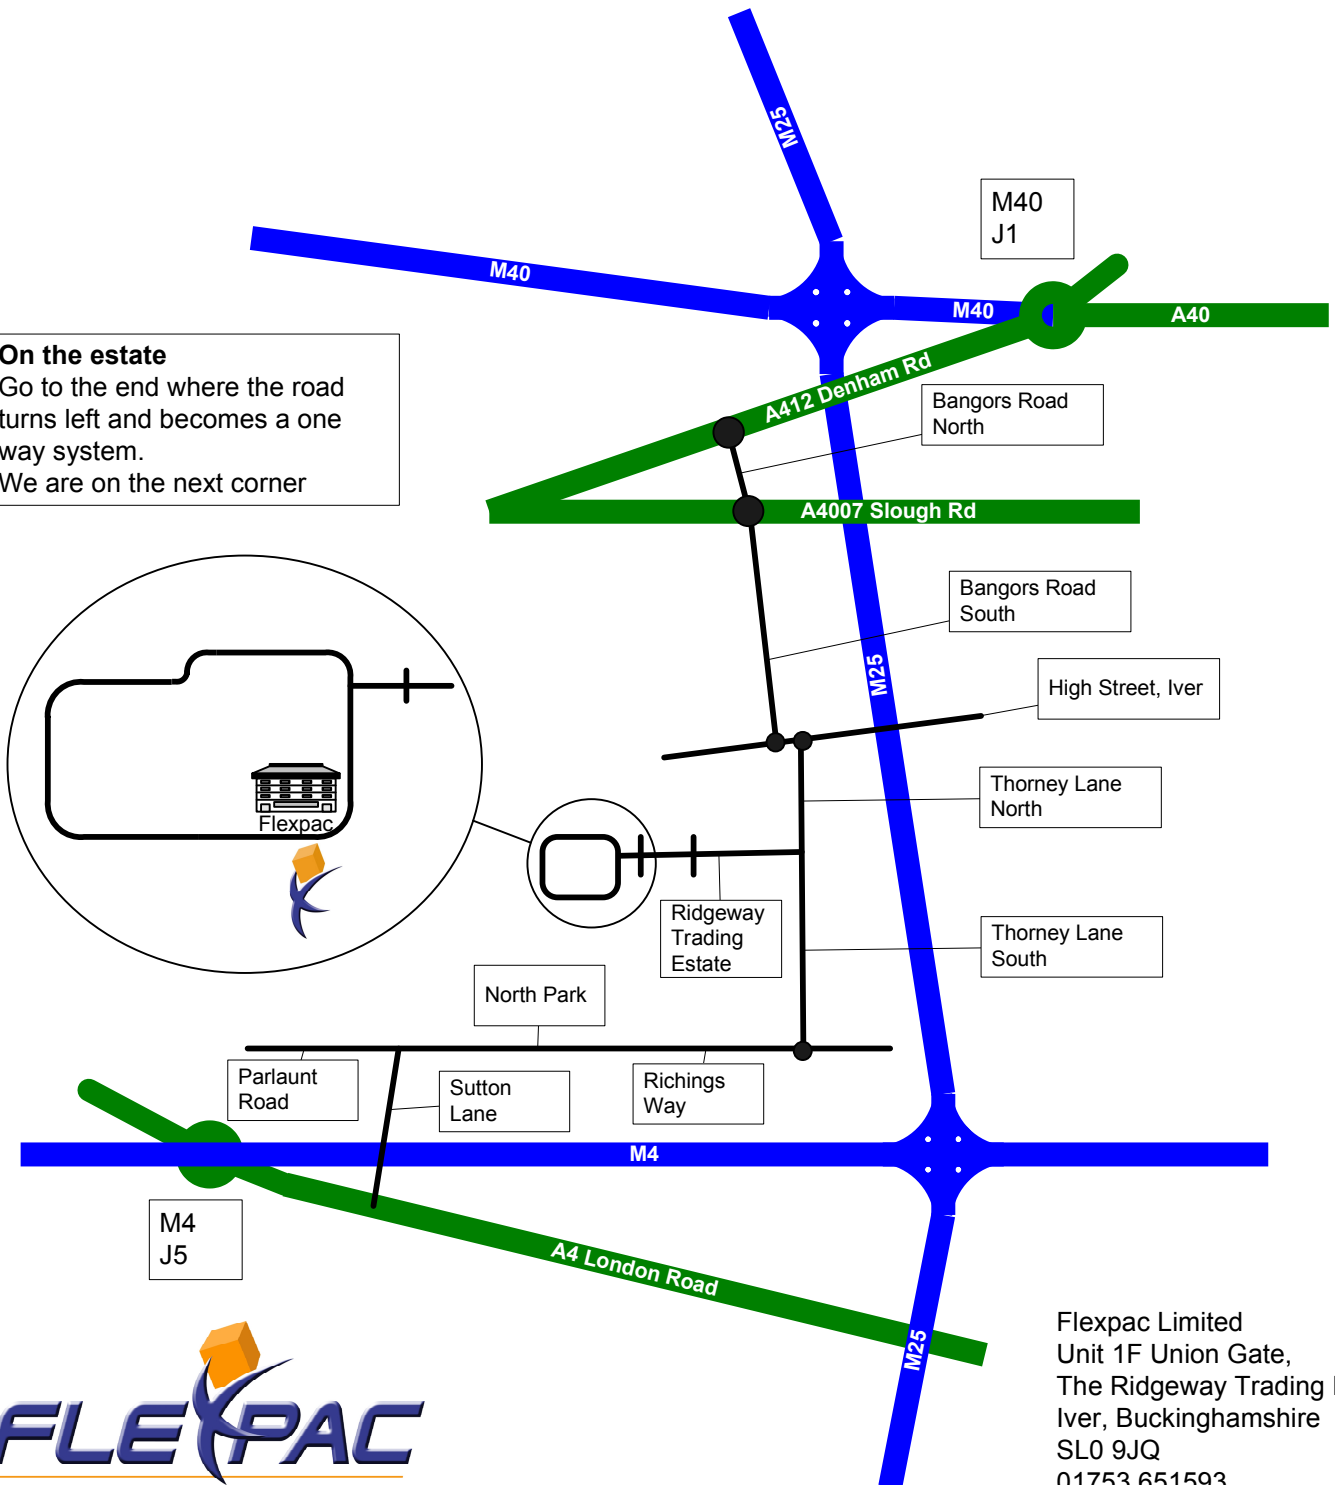 M25
M40
J1
M40
M40
A40
On the estate
Go to the end where the road
turns left and becomes a one
way system.
We are on the next corner
A412 Denham Rd
Bangors Road
North
A4007 Slough Rd
Bangors Road
South
M25
High Street, Iver
Thorney Lane
North
Flexpac
Ridgeway
Trading
Estate
Thorney Lane
South
North Park
Parlaunt
Road
Sutton
Lane
Richings
Way
M4
M4
J5
A4 London Road
M25
FLEXPAC
Flexpac Limited
Unit 1F Union Gate,
The Ridgeway Trading
Iver, Buckinghamshire
SL0 9JQ
01753 651593